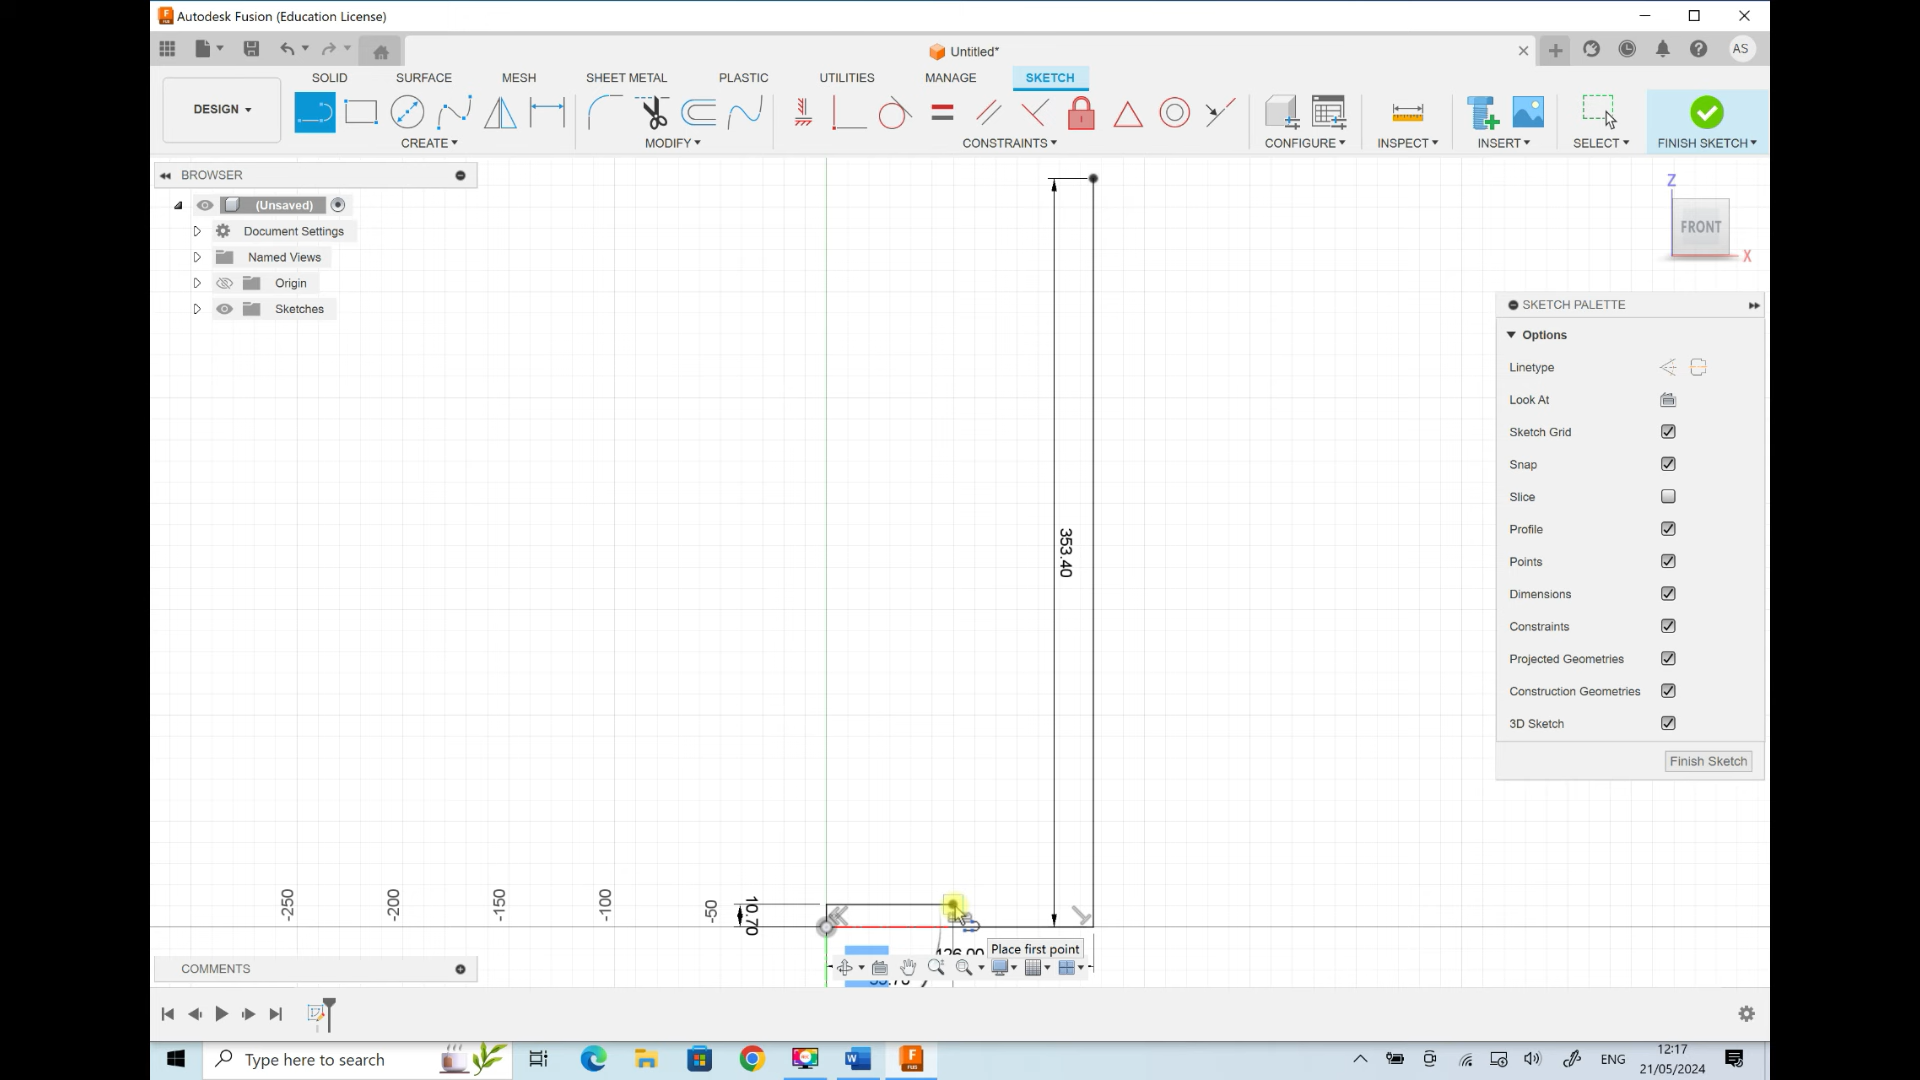 Autodesk Fusion (Education License)
Untitled*
AS
SOLID SURFACE MESH SHEET METAL PLASTIC UTILITIES MANAGE SKETCH
DESIGN
CREATE MODIFY CONSTRAINTS CONFIGURE INSPECT INSERT SELECT FINISH SKETCH
BROWSER
(Unsaved)
Document Settings
Named Views
Origin
Sketches
Z
FRONT
X
SKETCH PALETTE
Options
Linetype
Look At
Sketch Grid
Snap
Slice
Profile
Points
Dimensions
Constraints
Projected Geometries
Construction Geometries
3D Sketch
Finish Sketch
353.40
-250 -200 -150 -100 -50
10.70
126.00
Place first point
COMMENTS
Type here to search
ENG
12:17
21/05/2024